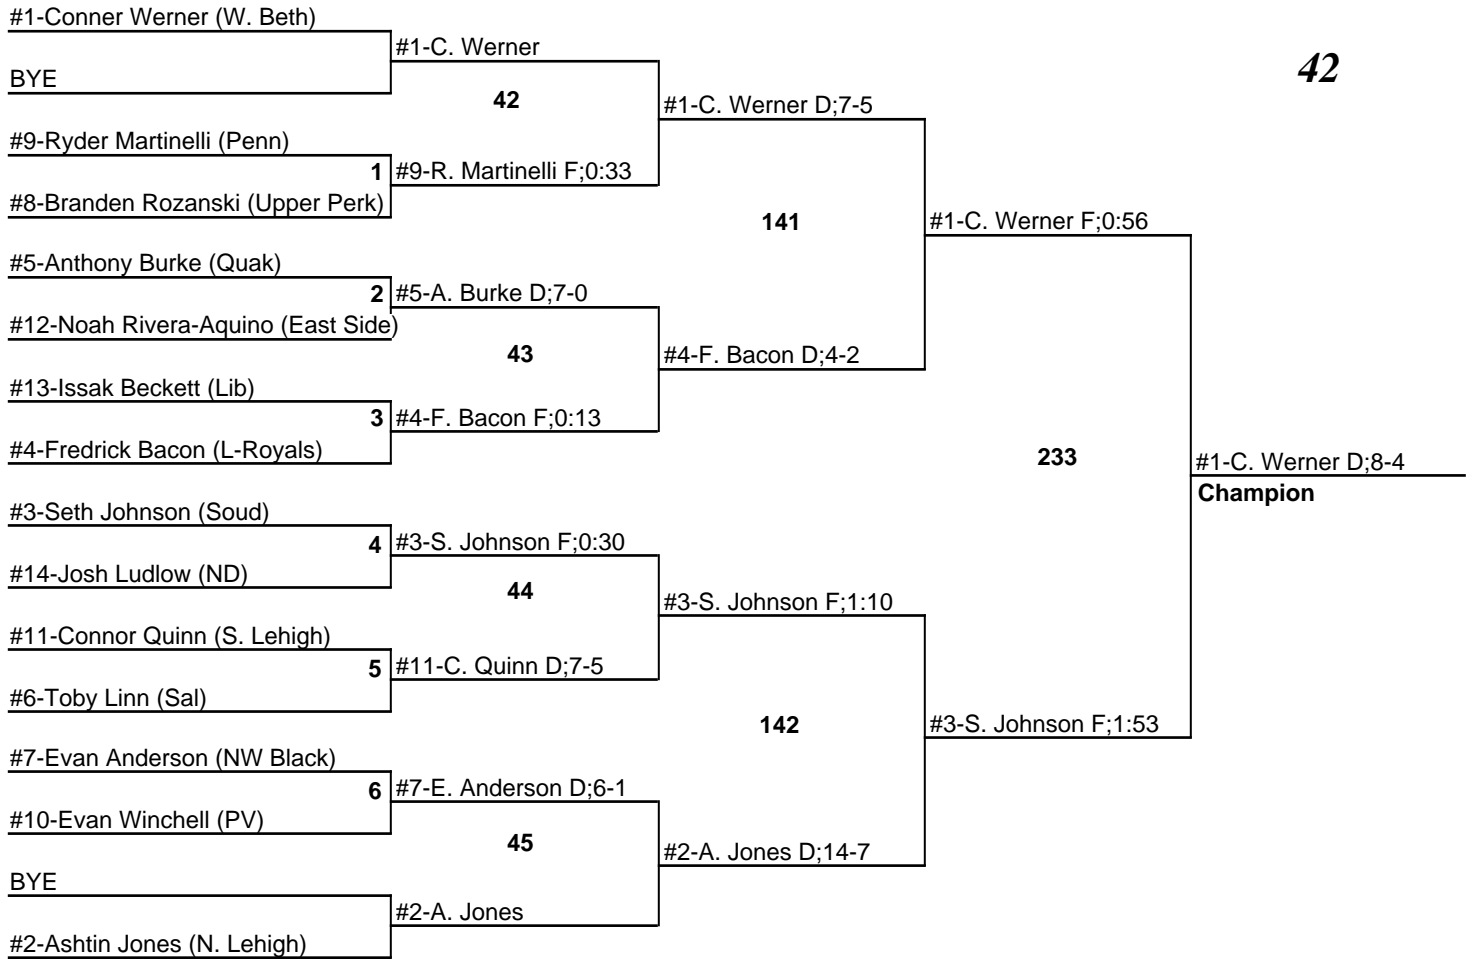 #1-Conner Werner (W. Beth)
BYE
#9-Ryder Martinelli (Penn)
1
#8-Branden Rozanski (Upper Perk)
#5-Anthony Burke (Quak)
2
#12-Noah Rivera-Aquino (East Side)
#13-Issak Beckett (Lib)
3
#4-Fredrick Bacon (L-Royals)
#3-Seth Johnson (Soud)
4
#14-Josh Ludlow (ND)
#11-Connor Quinn (S. Lehigh)
5
#6-Toby Linn (Sal)
#7-Evan Anderson (NW Black)
6
#10-Evan Winchell (PV)
BYE
#2-Ashtin Jones (N. Lehigh)
#1-C. Werner
42
#9-R. Martinelli F;0:33
#5-A. Burke D;7-0
43
#4-F. Bacon F;0:13
#3-S. Johnson F;0:30
44
#11-C. Quinn D;7-5
#7-E. Anderson D;6-1
45
#2-A. Jones
#1-C. Werner D;7-5
141
#4-F. Bacon D;4-2
#3-S. Johnson F;1:10
142
#2-A. Jones D;14-7
#1-C. Werner F;0:56
233
#3-S. Johnson F;1:53
#1-C. Werner D;8-4
Champion
42